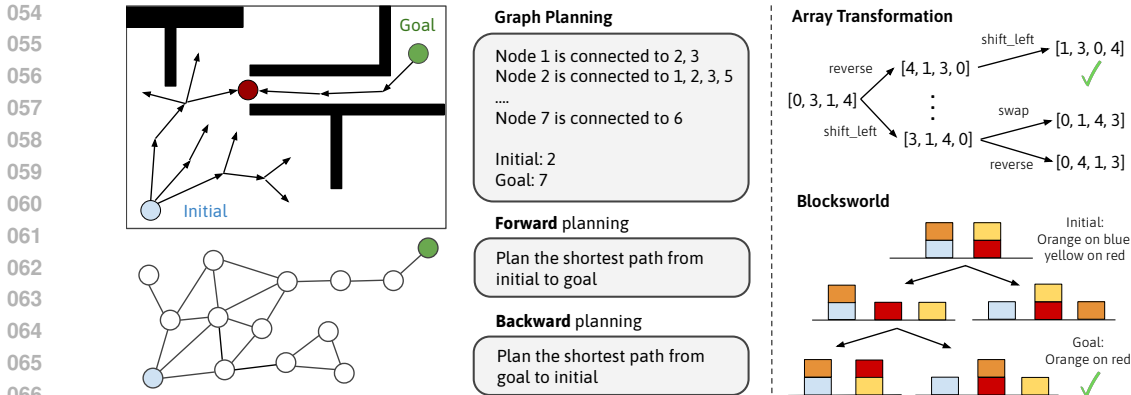 054
055
056
057
058
059
060
061
062
063
064
065
066
Goal
Initial
Graph Planning
Node 1 is connected to 2, 3
Node 2 is connected to 1, 2, 3, 5
....
Node 7 is connected to 6
Initial: 2
Goal: 7
Forward planning
Plan the shortest path from
initial to goal
Backward planning
Plan the shortest path from
goal to initial
Array Transformation
shift_left
[1, 3, 0, 4]
reverse
[4, 1, 3, 0]
[0, 3, 1, 4]
shift_left
[3, 1, 4, 0]
swap
[0, 1, 4, 3]
reverse
[0, 4, 1, 3]
Blocksworld
Initial:
Orange on blue
yellow on red
Goal:
Orange on red